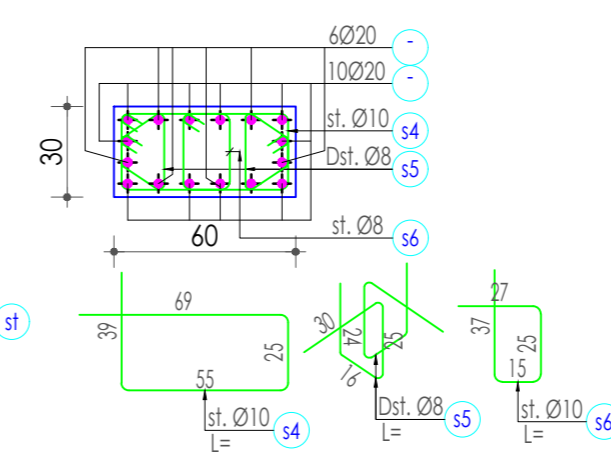 6Ø20 -
10Ø20 -
st. Ø10 s4
Dst. Ø8 s5
st. Ø8 s6
30
60
st
69
39
25
55
st. Ø10 s4
L=
30
24
25
16
Dst. Ø8 s5
L=
27
37
25
15
st. Ø10 s6
L=